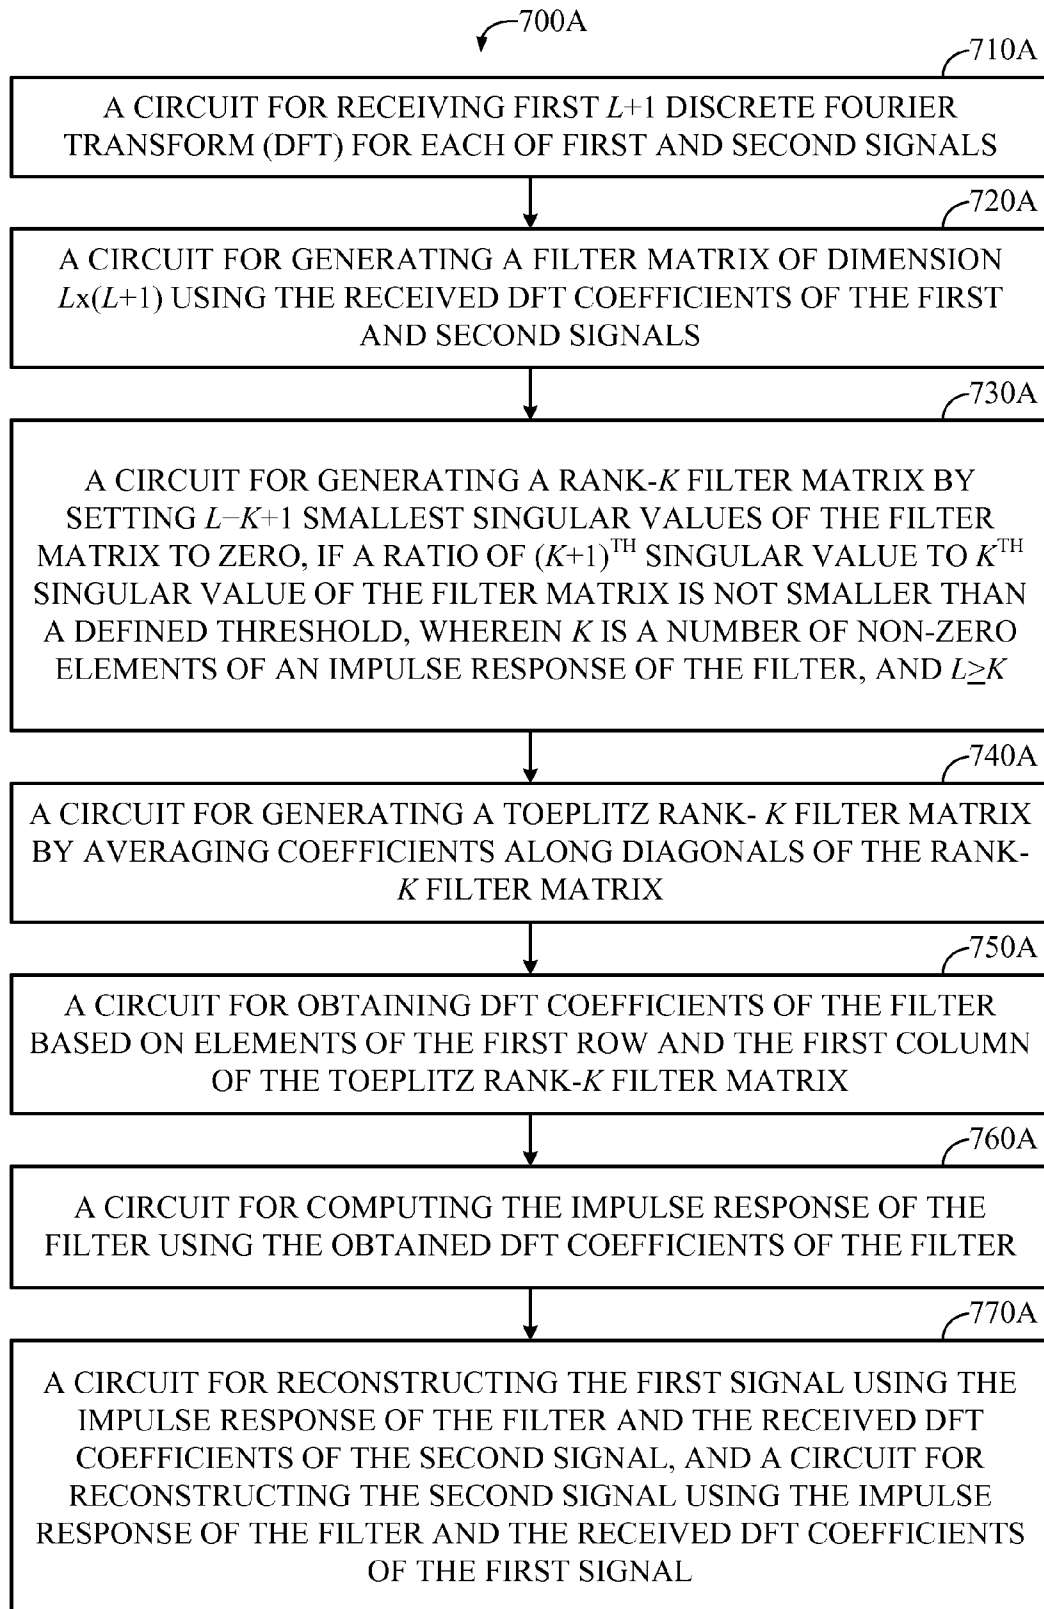 700A
710A
A CIRCUIT FOR RECEIVING FIRST L+1 DISCRETE FOURIER
TRANSFORM (DFT) FOR EACH OF FIRST AND SECOND SIGNALS
720A
A CIRCUIT FOR GENERATING A FILTER MATRIX OF DIMENSION
Lx(L+1) USING THE RECEIVED DFT COEFFICIENTS OF THE FIRST
AND SECOND SIGNALS
730A
A CIRCUIT FOR GENERATING A RANK-K FILTER MATRIX BY
SETTING L−K+1 SMALLEST SINGULAR VALUES OF THE FILTER
MATRIX TO ZERO, IF A RATIO OF (K+1)TH SINGULAR VALUE TO KTH
SINGULAR VALUE OF THE FILTER MATRIX IS NOT SMALLER THAN
A DEFINED THRESHOLD, WHEREIN K IS A NUMBER OF NON-ZERO
ELEMENTS OF AN IMPULSE RESPONSE OF THE FILTER, AND L≥K
740A
A CIRCUIT FOR GENERATING A TOEPLITZ RANK- K FILTER MATRIX
BY AVERAGING COEFFICIENTS ALONG DIAGONALS OF THE RANK-
K FILTER MATRIX
750A
A CIRCUIT FOR OBTAINING DFT COEFFICIENTS OF THE FILTER
BASED ON ELEMENTS OF THE FIRST ROW AND THE FIRST COLUMN
OF THE TOEPLITZ RANK-K FILTER MATRIX
760A
A CIRCUIT FOR COMPUTING THE IMPULSE RESPONSE OF THE
FILTER USING THE OBTAINED DFT COEFFICIENTS OF THE FILTER
770A
A CIRCUIT FOR RECONSTRUCTING THE FIRST SIGNAL USING THE
IMPULSE RESPONSE OF THE FILTER AND THE RECEIVED DFT
COEFFICIENTS OF THE SECOND SIGNAL, AND A CIRCUIT FOR
RECONSTRUCTING THE SECOND SIGNAL USING THE IMPULSE
RESPONSE OF THE FILTER AND THE RECEIVED DFT COEFFICIENTS
OF THE FIRST SIGNAL